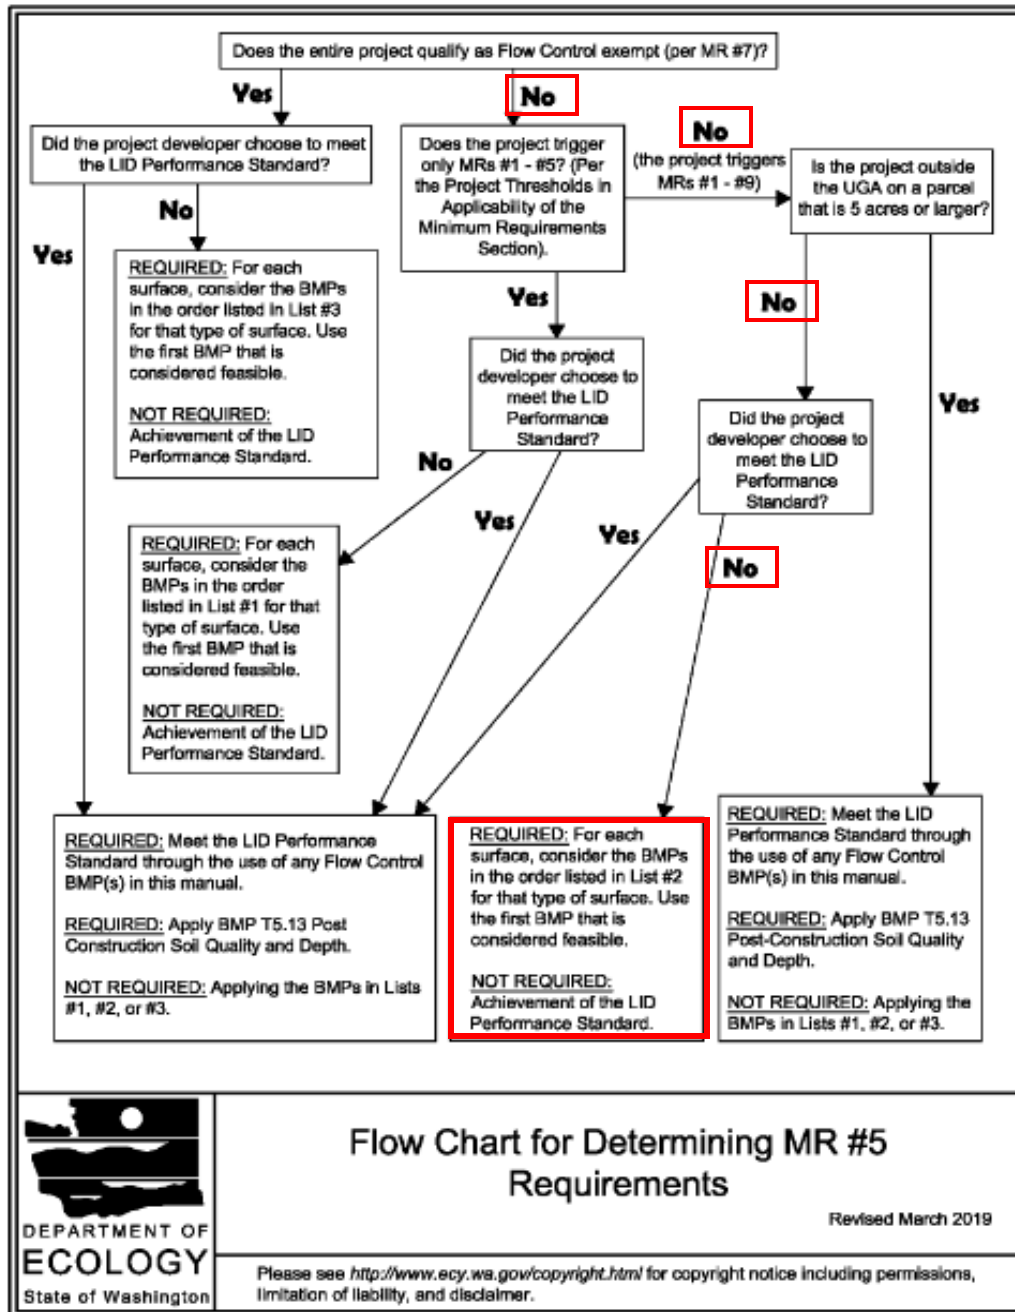 Does the entire project qualify as Flow Control exempt (per MR #7)?
Yes
No
Did the project developer choose to meet
the LID Performance Standard?
Does the project trigger
only MRs #1 - #5? (Per
the Project Thresholds in
Applicability of the
Minimum Requirements
Section).
No
(the project triggers
MRs #1 - #9)
Is the project outside
the UGA on a parcel
that is 5 acres or larger?
Yes
No
REQUIRED: For each
surface, consider the BMPs
in the order listed in List #3
for that type of surface. Use
the first BMP that is
considered feasible.
NOT REQUIRED:
Achievement of the LID
Performance Standard.
Yes
No
Yes
Did the project
developer choose to
meet the LID
Performance
Standard?
Did the project
developer choose to
meet the LID
Performance
Standard?
No
Yes
Yes
No
REQUIRED: For each
surface, consider the
BMPs in the order
listed in List #1 for that
type of surface. Use
the first BMP that is
considered feasible.
NOT REQUIRED:
Achievement of the LID
Performance Standard.
REQUIRED: Meet the LID Performance
Standard through the use of any Flow Control
BMP(s) in this manual.
REQUIRED: Apply BMP T5.13 Post
Construction Soil Quality and Depth.
NOT REQUIRED: Applying the BMPs in Lists
#1, #2, or #3.
REQUIRED: For each
surface, consider the BMPs
in the order listed in List #2
for that type of surface. Use
the first BMP that is
considered feasible.
NOT REQUIRED:
Achievement of the LID
Performance Standard.
REQUIRED: Meet the LID
Performance Standard through
the use of any Flow Control
BMP(s) in this manual.
REQUIRED: Apply BMP T5.13
Post-Construction Soil Quality
and Depth.
NOT REQUIRED: Applying the
BMPs in Lists #1, #2, or #3.
DEPARTMENT OF
ECOLOGY
State of Washington
Flow Chart for Determining MR #5
Requirements
Revised March 2019
Please see http://www.ecy.wa.gov/copyright.html for copyright notice including permissions,
limitation of liability, and disclaimer.